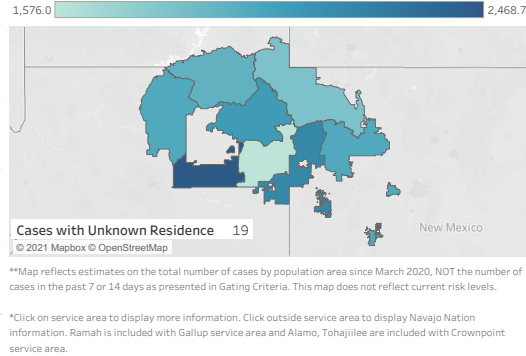 1,576.0 2,468.7
New Mexico
Cases with Unknown Residence 19
© 2021 Mapbox © OpenStreetMap
**Map reflects estimates on the total number of cases by population area since March 2020, NOT the number of
cases in the past 7 or 14 days as presented in Gating Criteria. This map does not reflect current risk levels.
*Click on service area to display more information. Click outside service area to display Navajo Nation
information. Ramah is included with Gallup service area and Alamo, Tohajiilee are included with Crownpoint
service area.